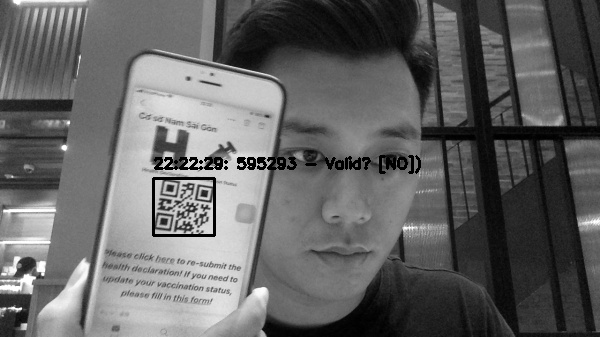 Cơ sở Nam Sài Gòn
H
22:22:29: 595293 - Valid? [NO])
Please click here to re-submit the
health declaration! If you need to
update your vaccination status,
please fill in this form!